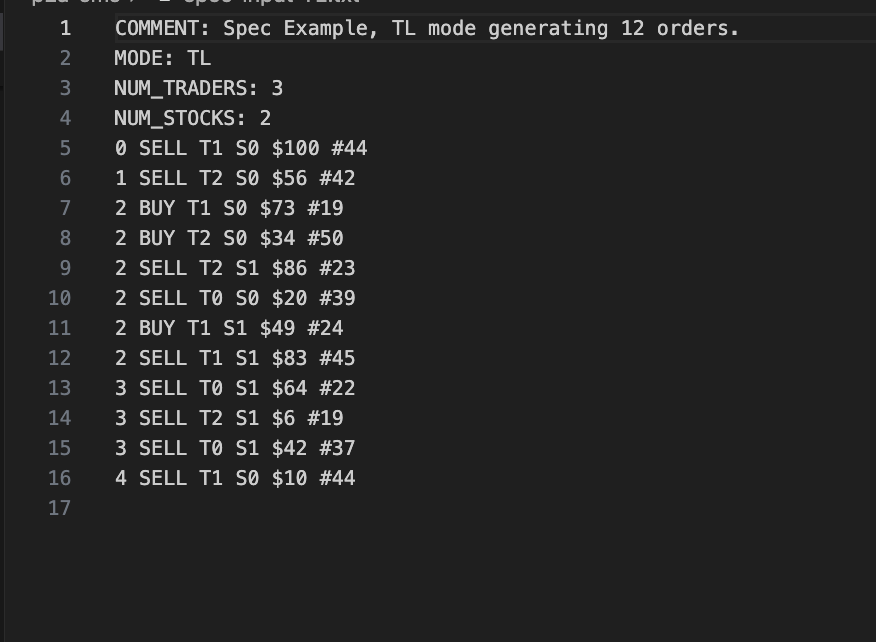 1 COMMENT: Spec Example, TL mode generating 12 orders.
2 MODE: TL
3 NUM_TRADERS: 3
4 NUM_STOCKS: 2
5 0 SELL T1 S0 $100 #44
6 1 SELL T2 S0 $56 #42
7 2 BUY T1 S0 $73 #19
8 2 BUY T2 S0 $34 #50
9 2 SELL T2 S1 $86 #23
10 2 SELL T0 S0 $20 #39
11 2 BUY T1 S1 $49 #24
12 2 SELL T1 S1 $83 #45
13 3 SELL T0 S1 $64 #22
14 3 SELL T2 S1 $6 #19
15 3 SELL T0 S1 $42 #37
16 4 SELL T1 S0 $10 #44
17